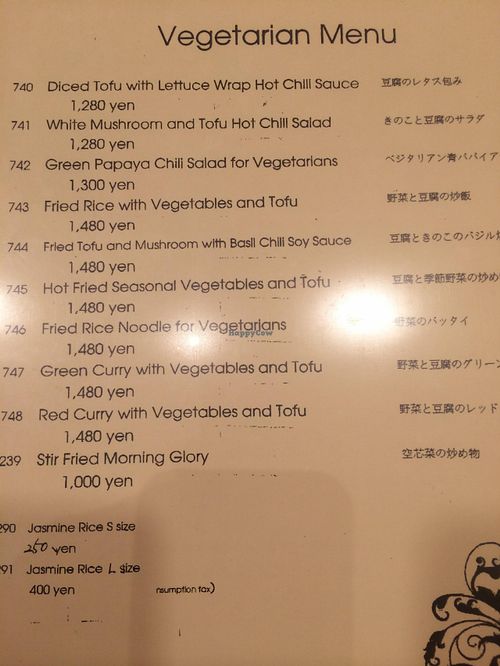 Vegetarian Menu
740 Diced Tofu with Lettuce Wrap Hot Chili Sauce 豆腐のレタス包み
1,280 yen
741 White Mushroom and Tofu Hot Chili Salad きのこと豆腐のサラダ
1,280 yen
742 Green Papaya Chili Salad for Vegetarians ベジタリアン青パパイア
1,300 yen
743 Fried Rice with Vegetables and Tofu 野菜と豆腐の炒飯
1,480 yen
744 Fried Tofu and Mushroom with Basil Chili Soy Sauce 豆腐ときのこのバジル
1,480 yen
745 Hot Fried Seasonal Vegetables and Tofu 豆腐と季節野菜の炒め
1,480 yen
746 Fried Rice Noodle for Vegetarians 野菜のパッタイ
HappyCow
1,480 yen
747 Green Curry with Vegetables and Tofu 野菜と豆腐のグリーン
1,480 yen
748 Red Curry with Vegetables and Tofu 野菜と豆腐のレッド
1,480 yen
239 Stir Fried Morning Glory 空芯菜の炒め物
1,000 yen
290 Jasmine Rice S size
250 yen
291 Jasmine Rice L size
400 yen nsumption tax)